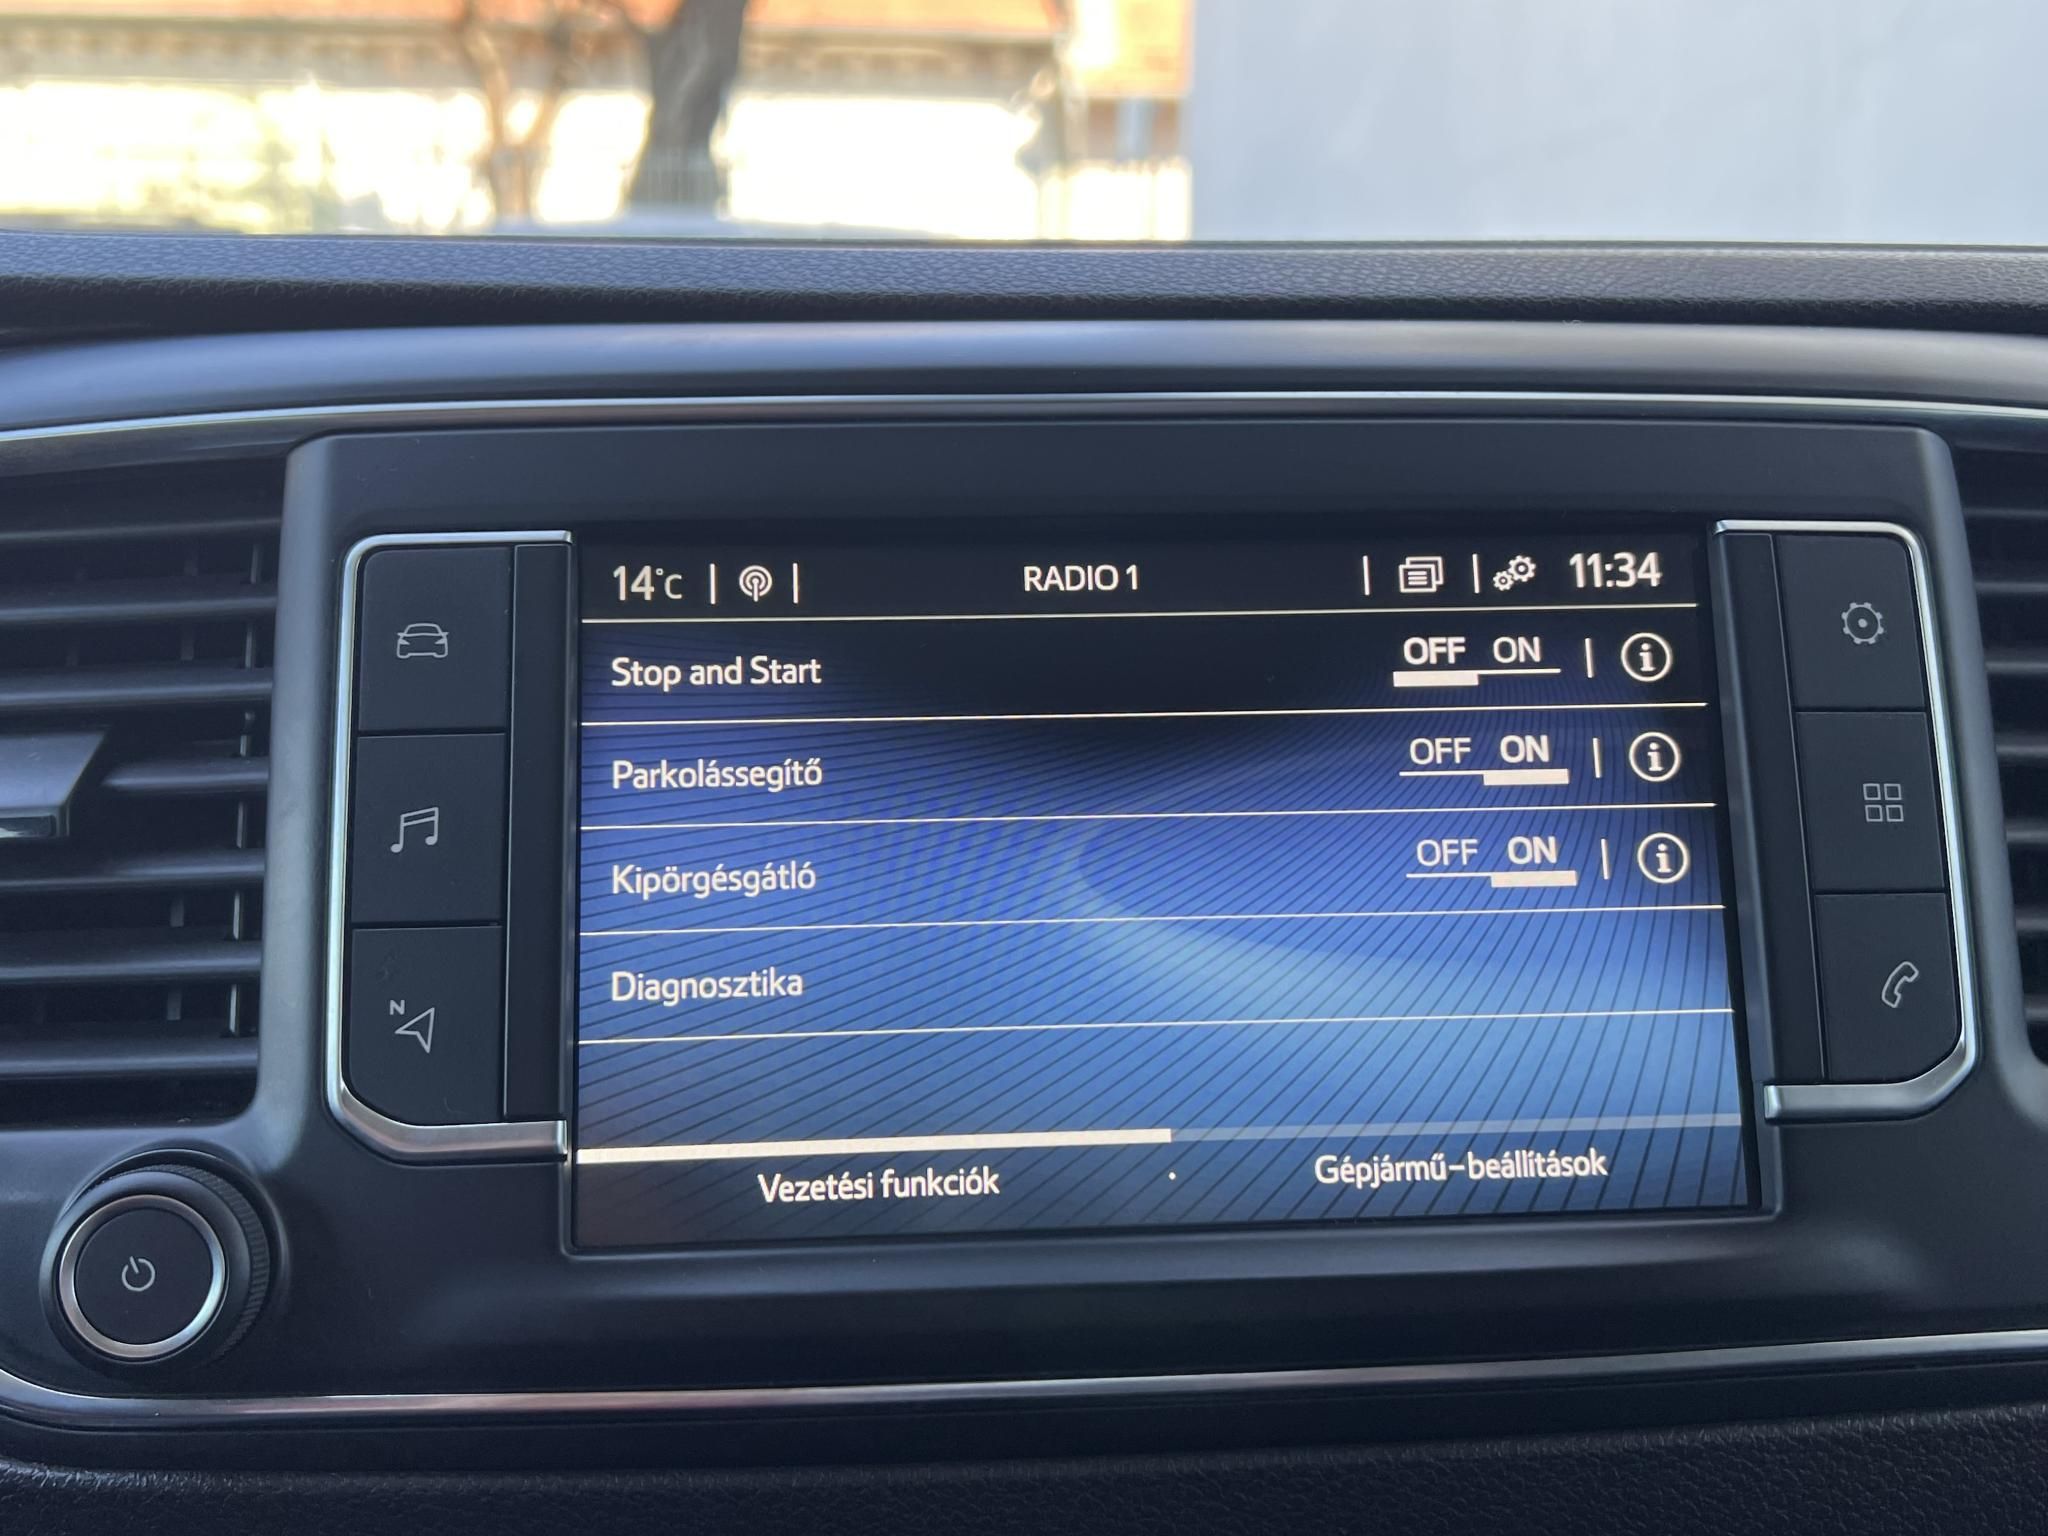 14°C | | RADIO 1 | | 11:34
Stop and Start OFF ON |
Parkolássegítő OFF ON |
Kipörgésgátló OFF ON |
Diagnosztika
Vezetési funkciók · Gépjármű-beállítások
N